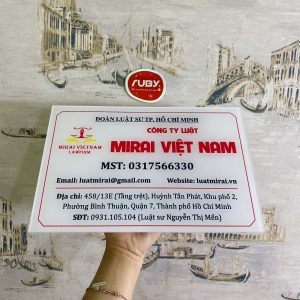 RUBY
ĐOÀN LUẬT SƯ TP. HỒ CHÍ MINH
CÔNG TY LUẬT
MIRAI VIỆT NAM
MIRAI VIETNAM
LAWFIRM
MST: 0317566330
Email: luatmirai@gmail.com Website: luatmirai.vn
Địa chỉ: 458/13E (Tầng trệt), Huỳnh Tấn Phát, Khu phố 2,
Phường Bình Thuận, Quận 7, Thành phố Hồ Chí Minh
SĐT: 0931.105.104 (Luật sư Nguyễn Thị Mến)